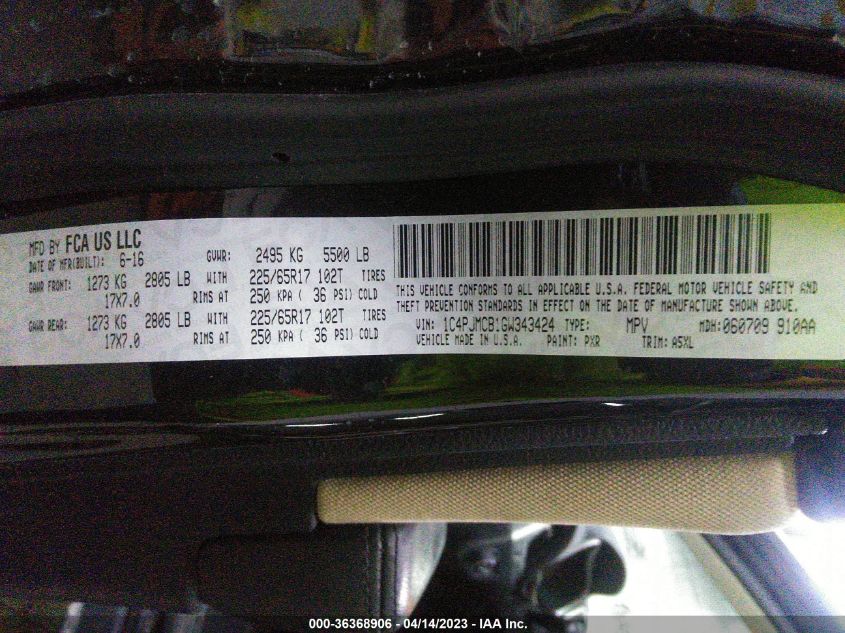 MFD BY FCA US LLC
DATE OF MFR(BUILT): 6-16
GVWR: 2495 KG 5500 LB
GAWR FRONT: 1273 KG 2805 LB WITH 225/65R17 102T TIRES
17X7.0 RIMS AT 250 KPA ( 36 PSI) COLD
GAWR REAR: 1273 KG 2805 LB WITH 225/65R17 102T TIRES
17X7.0 RIMS AT 250 KPA ( 36 PSI) COLD
THIS VEHICLE CONFORMS TO ALL APPLICABLE U.S.A. FEDERAL MOTOR VEHICLE SAFETY AND
THEFT PREVENTION STANDARDS IN EFFECT ON THE DATE OF MANUFACTURE SHOWN ABOVE.
VIN: 1C4PJMCB1GW343424 TYPE: MPV MDH: 060709 910AA
VEHICLE MADE IN U.S.A. PAINT: PXR TRIM: A5XL
000-36368906 - 04/14/2023 - IAA Inc.